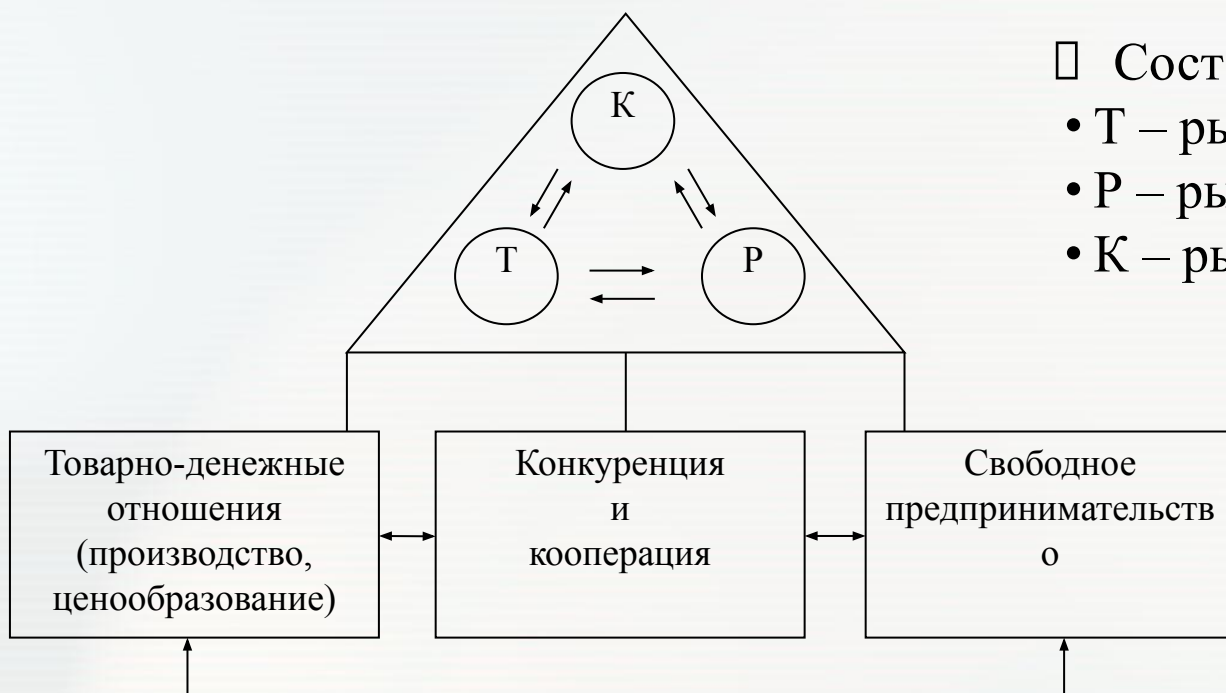 К
Т
Р
Сост
• Т – ры
• Р – ры
• К – ры
Товарно-денежные
отношения
(производство,
ценообразование)
Конкуренция
и
кооперация
Свободное
предпринимательств
о